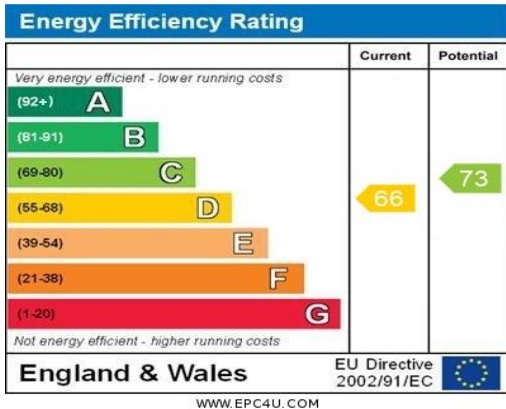 Energy Efficiency Rating
Current Potential
Very energy efficient - lower running costs
(92+) A
(81-91) B
(69-80) C
(55-68) D
(39-54) E
(21-38) F
(1-20) G
66
73
Not energy efficient - higher running costs
England & Wales
EU Directive
2002/91/EC
WWW.EPC4U.COM